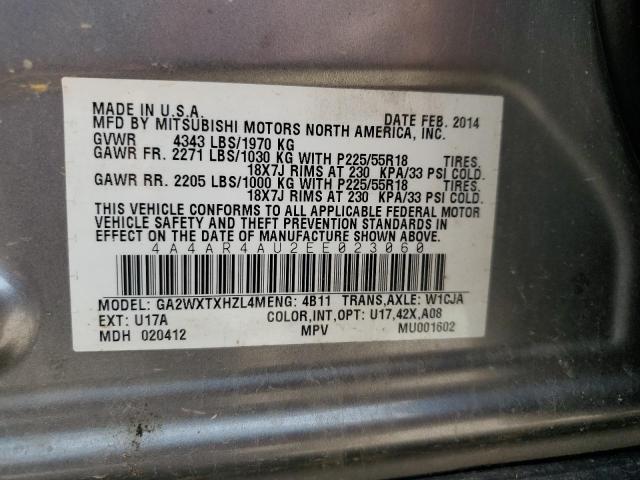 MADE IN U.S.A. DATE FEB. 2014
MFD BY MITSUBISHI MOTORS NORTH AMERICA, INC.
GVWR 4343 LBS/1970 KG
GAWR FR. 2271 LBS/1030 KG WITH P225/55R18 TIRES.
18X7J RIMS AT 230 KPA/33 PSI COLD.
GAWR RR. 2205 LBS/1000 KG WITH P225/55R18 TIRES.
18X7J RIMS AT 230 KPA/33 PSI COLD.
THIS VEHICLE CONFORMS TO ALL APPLICABLE FEDERAL MOTOR
VEHICLE SAFETY AND THEFT PREVENTION STANDARDS IN
EFFECT ON THE DATE OF MANUFACTURE SHOWN ABOVE.
4A4AR4AU2EE023060
MODEL: GA2WXTXHZL4MENG: 4B11 TRANS,AXLE: W1CJA
EXT: U17A COLOR,INT,OPT: U17,42X,A08
MDH 020412 MPV MU001602